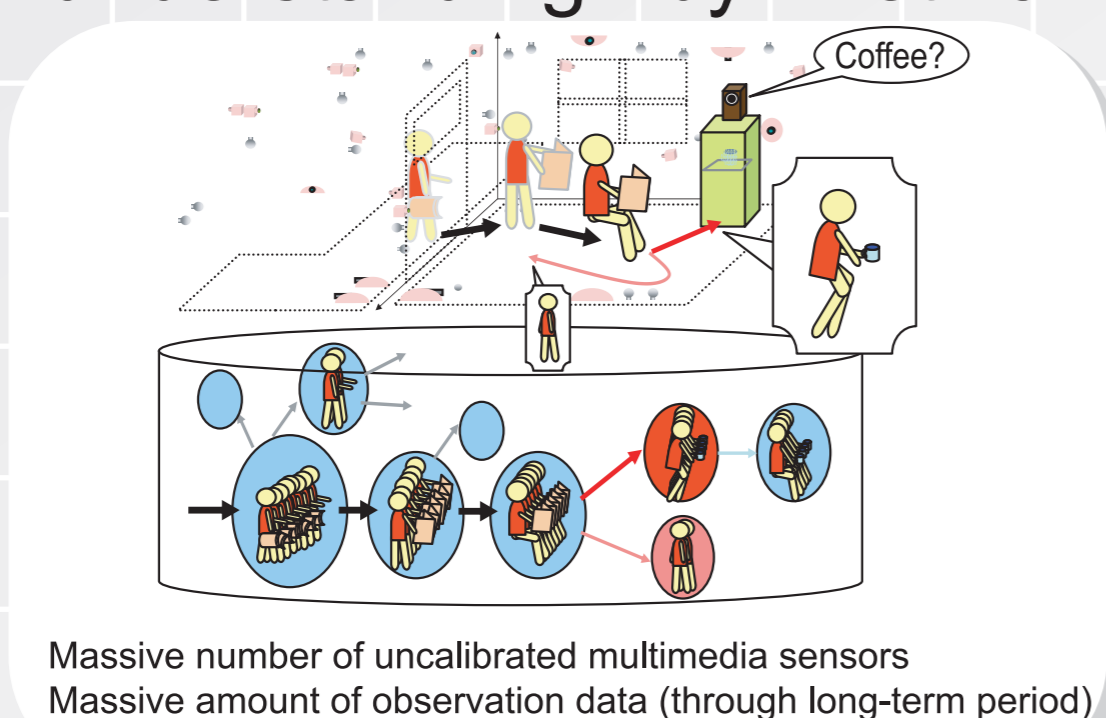 Coffee?
Massive number of uncalibrated multimedia sensors
Massive amount of observation data (through long-term period)